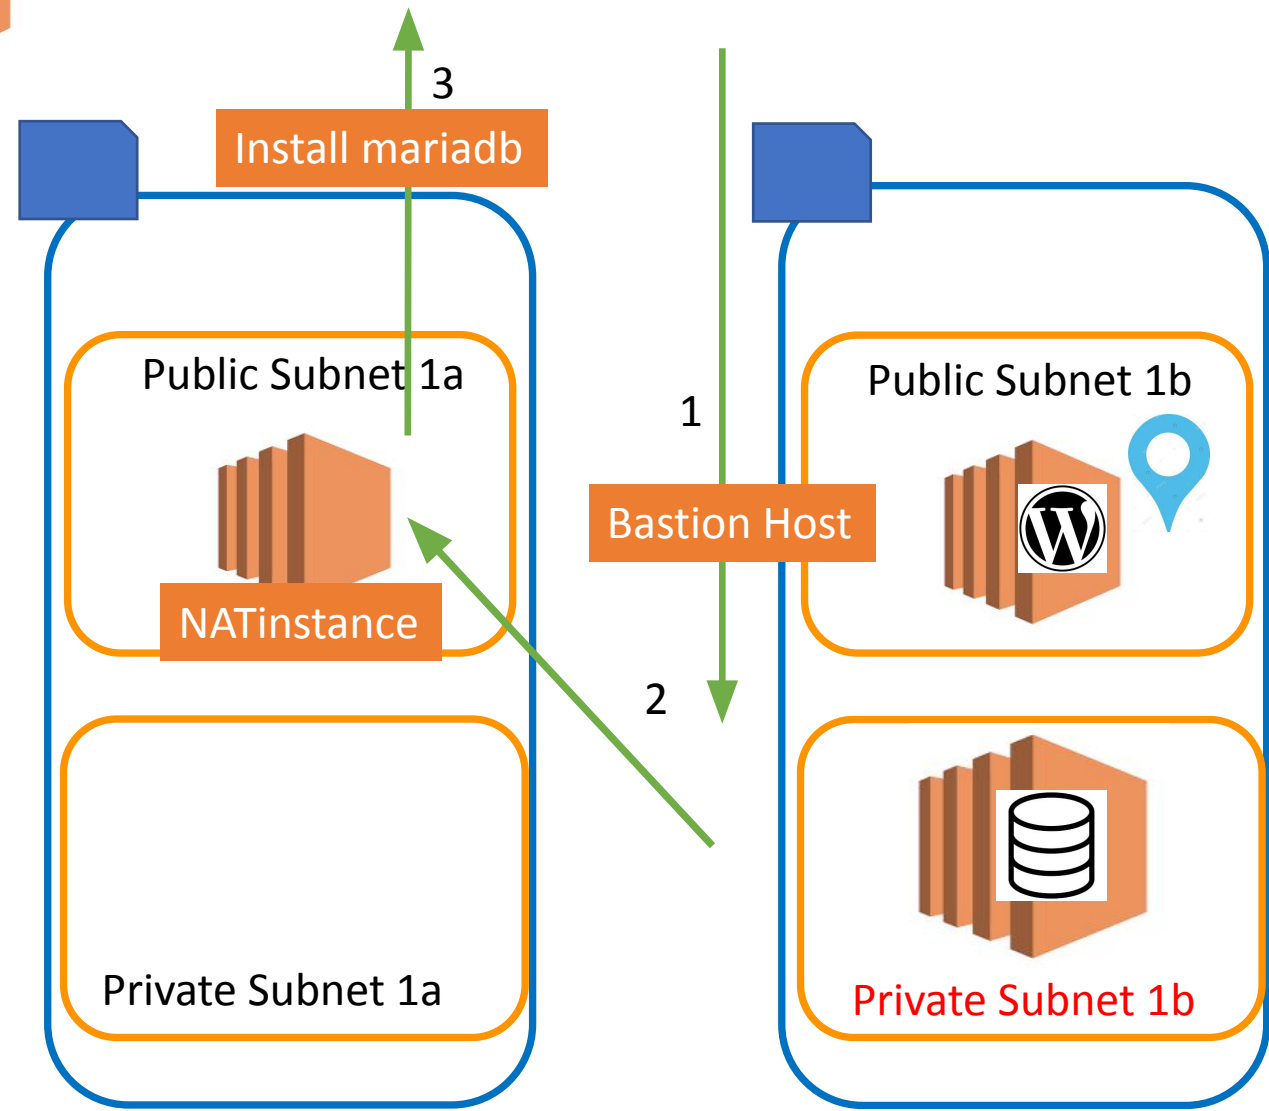 3
Install mariadb
Public Subnet 1a
Public Subnet 1b
1
Bastion Host
W
NATinstance
2
Private Subnet 1a
Private Subnet 1b